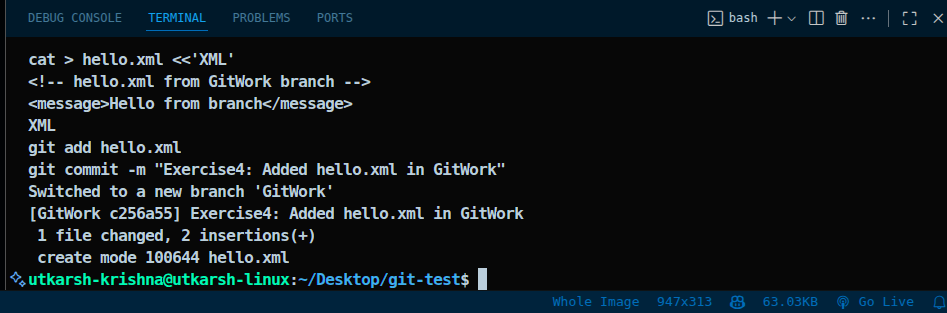 DEBUG CONSOLE TERMINAL PROBLEMS PORTS bash
cat > hello.xml <<'XML'
<!-- hello.xml from GitWork branch -->
<message>Hello from branch</message>
XML
git add hello.xml
git commit -m "Exercise4: Added hello.xml in GitWork"
Switched to a new branch 'GitWork'
[GitWork c256a55] Exercise4: Added hello.xml in GitWork
 1 file changed, 2 insertions(+)
 create mode 100644 hello.xml
utkarsh-krishna@utkarsh-linux:~/Desktop/git-test$
Whole Image 947x313 63.03KB Go Live